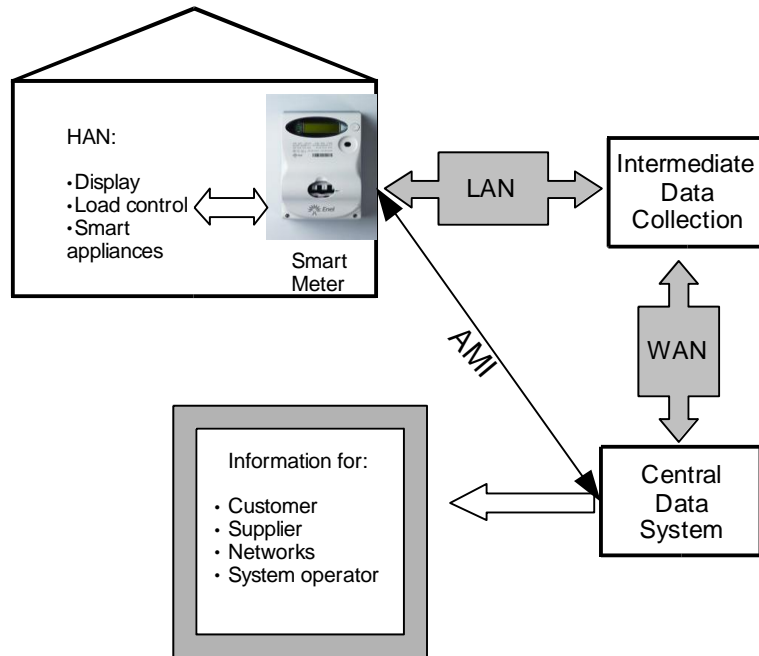 HAN:
•Display
•Load control
•Smart
appliances
Enel
Smart
Meter
LAN
Intermediate
Data
Collection
WAN
AMI
Central
Data
System
Information for:
• Customer
• Supplier
• Networks
• System operator